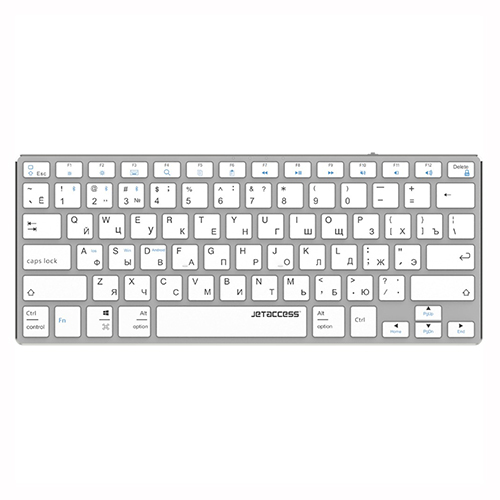 Esc F1 F2 F3 F4 F5 F6 F7 F8 F9 F10 F11 F12 Delete
~ Ё ! 1 @ 2 " # 3 № $ 4 ; % 5 ^ 6 : & 7 ? * 8 ( 9 ) 0 _ - + =
Q Й W Ц E У R К T Е Y Н U Г I Ш O Щ P З Х Ъ
caps lock A Ф S Ы D В F А G П H Р J О K Л L Д Ж Э
Z Я X Ч C С V М B И N Т M Ь Б Ю
Ctrl control Fn ⌘ Alt option JETACCESS Alt option Ctrl PgUp
Home PgDn End